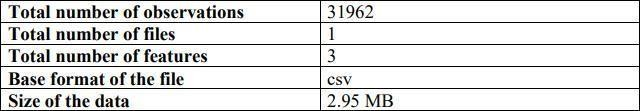 Total number of observations 31962
Total number of files 1
Total number of features 3
Base format of the file csv
Size of the data 2.95 MB